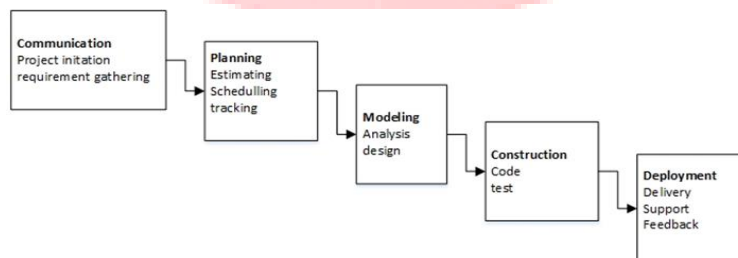 Communication
Project initation
requirement gathering
Planning
Estimating
Schedulling
tracking
Modeling
Analysis
design
Construction
Code
test
Deployment
Delivery
Support
Feedback